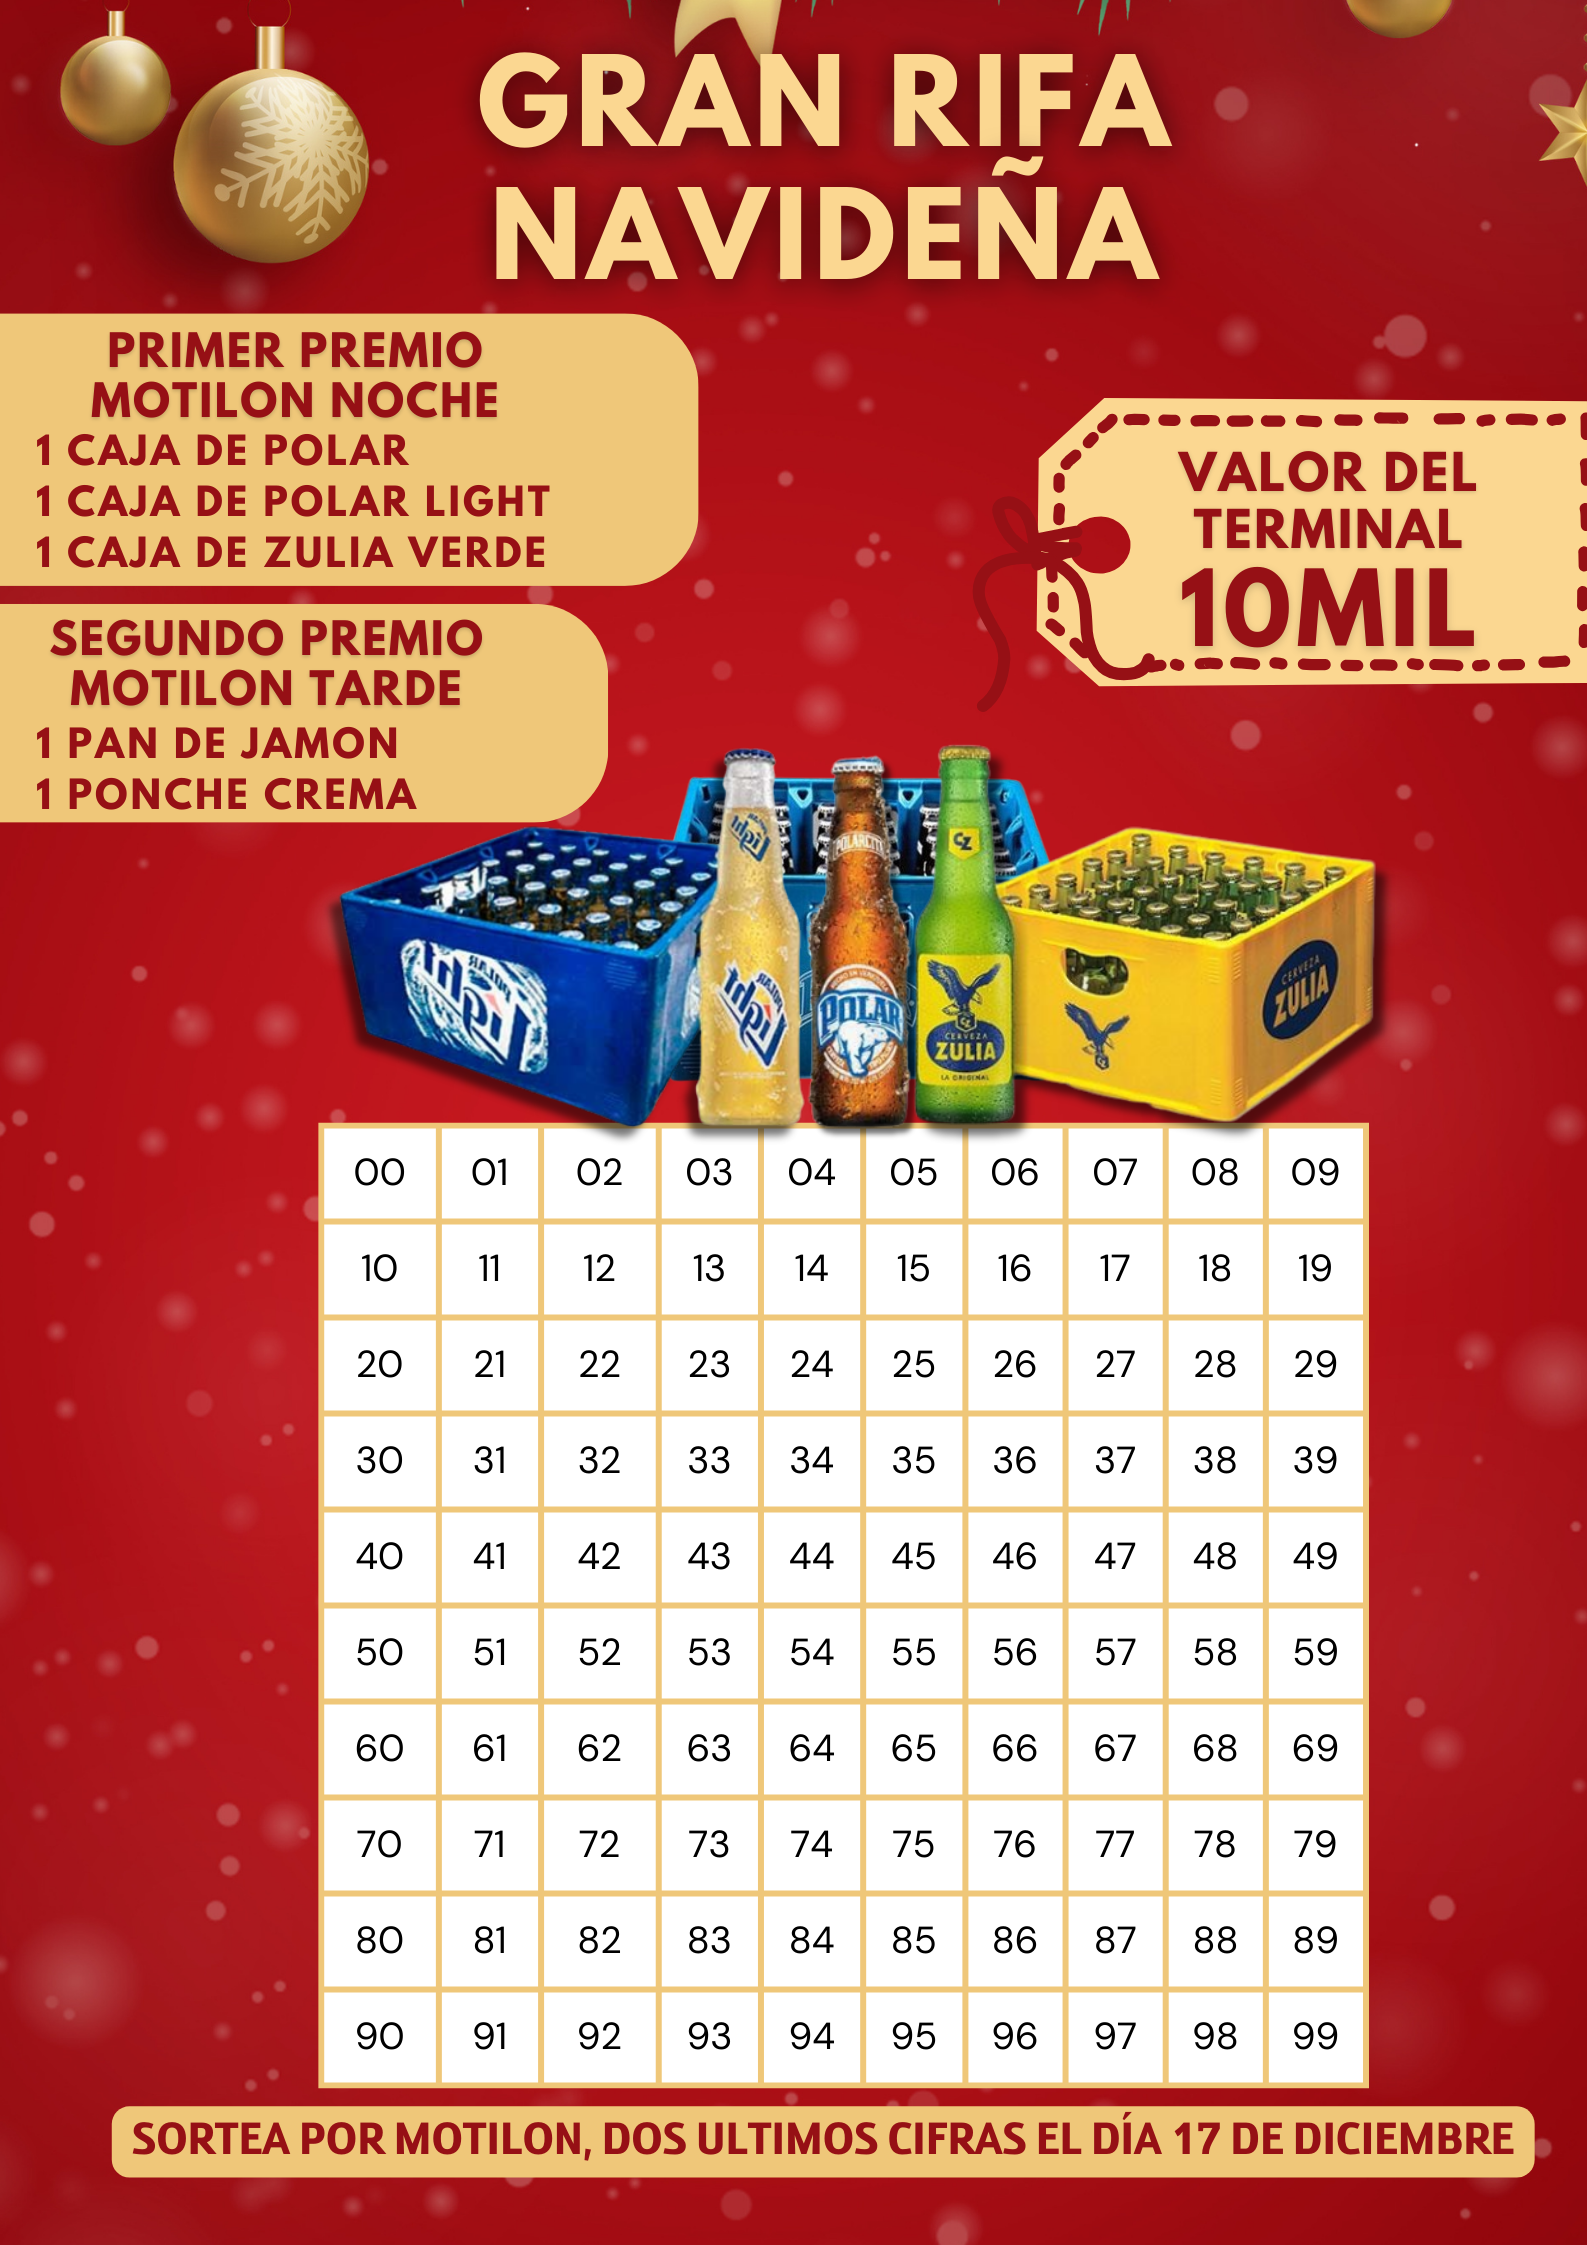 GRAN RIFA
NAVIDEÑA
PRIMER PREMIO
MOTILON NOCHE
1 CAJA DE POLAR
1 CAJA DE POLAR LIGHT
1 CAJA DE ZULIA VERDE
VALOR DEL
TERMINAL
10MIL
SEGUNDO PREMIO
MOTILON TARDE
1 PAN DE JAMON
1 PONCHE CREMA
light
POLARCITA
CZ
POLAR
light
POLAR
light
POLAR
CERVEZA
ZULIA
LA ORIGINAL
CERVEZA
ZULIA
00 01 02 03 04 05 06 07 08 09
10 11 12 13 14 15 16 17 18 19
20 21 22 23 24 25 26 27 28 29
30 31 32 33 34 35 36 37 38 39
40 41 42 43 44 45 46 47 48 49
50 51 52 53 54 55 56 57 58 59
60 61 62 63 64 65 66 67 68 69
70 71 72 73 74 75 76 77 78 79
80 81 82 83 84 85 86 87 88 89
90 91 92 93 94 95 96 97 98 99
SORTEA POR MOTILON, DOS ULTIMOS CIFRAS EL DÍA 17 DE DICIEMBRE